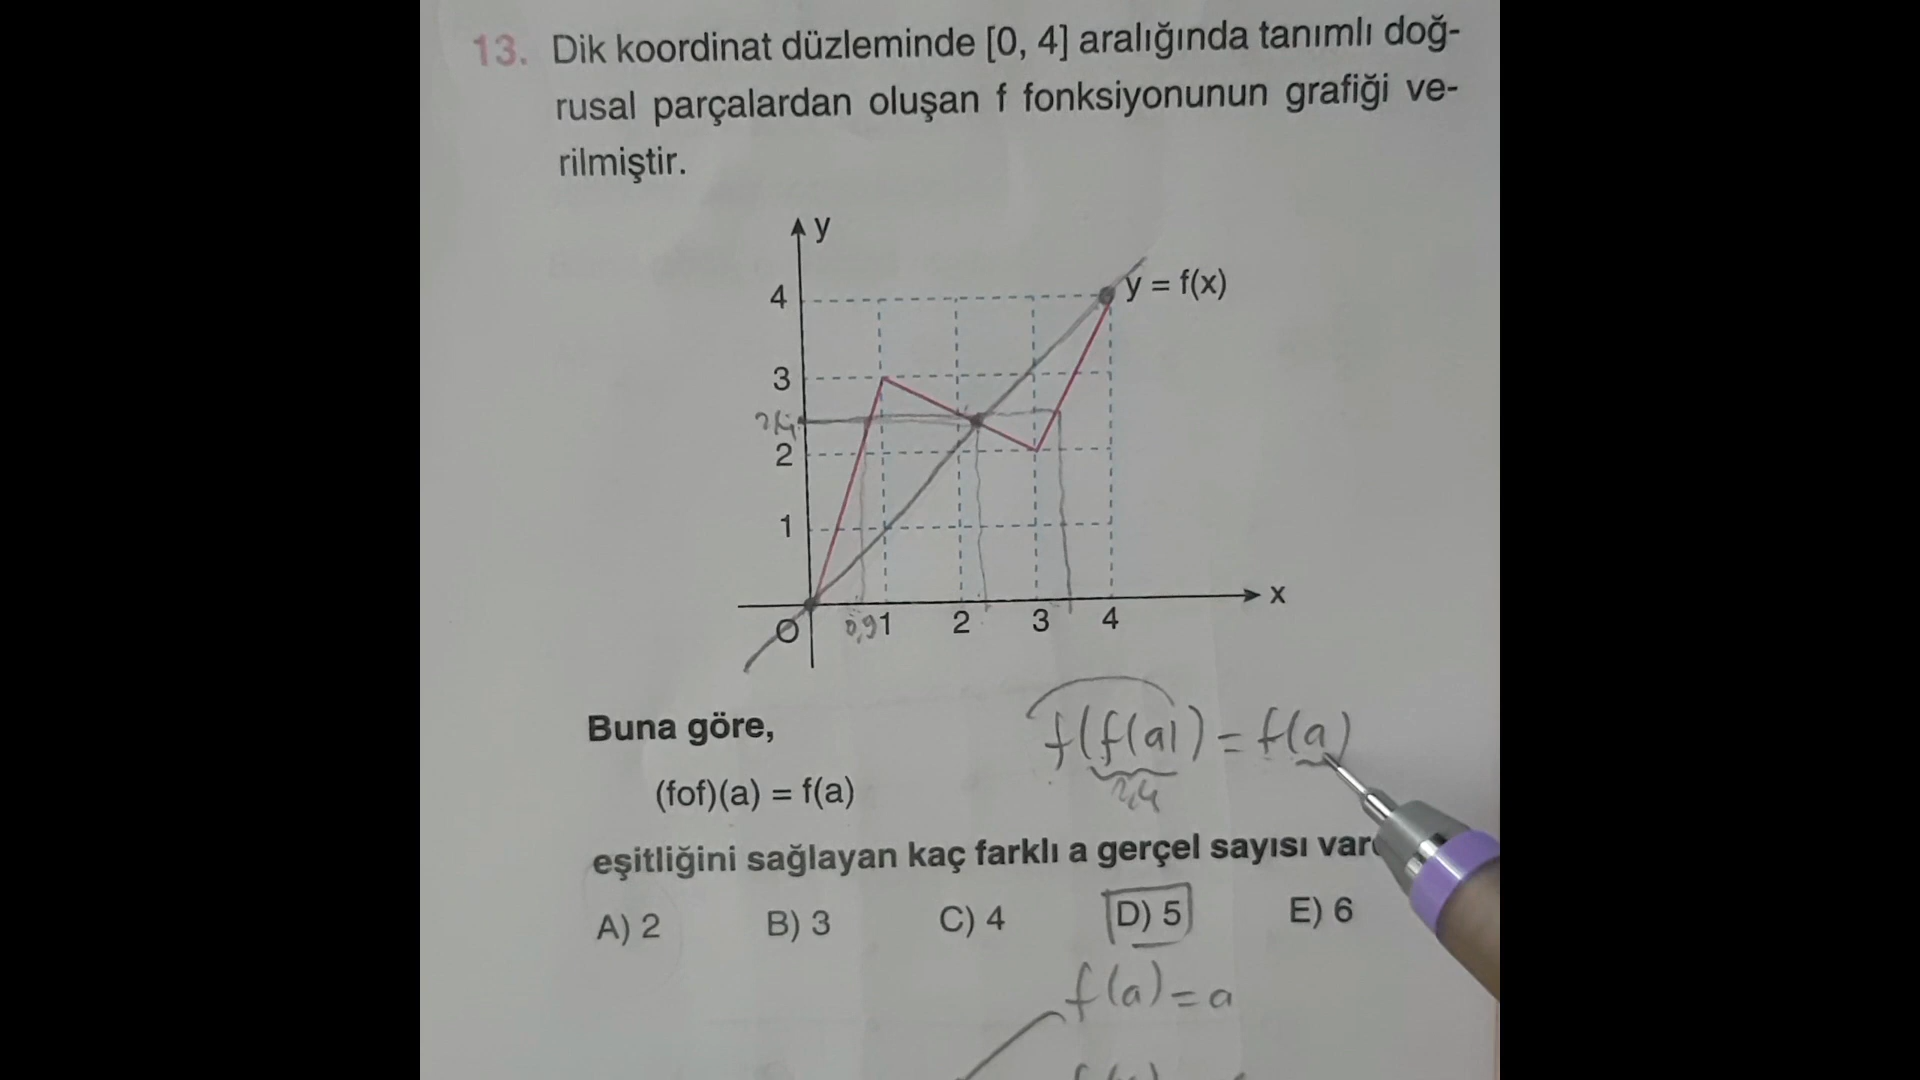 13. Dik koordinat düzleminde [0, 4] aralığında tanımlı doğ-
rusal parçalardan oluşan f fonksiyonunun grafiği ve-
rilmiştir.
y
4
y = f(x)
3
2,4
2
1
x
O
0,9
1
2
3
4
Buna göre,
f(f(a)) = f(a)
2,4
(fof)(a) = f(a)
eşitliğini sağlayan kaç farklı a gerçel sayısı
A) 2 B) 3 C) 4 D) 5 E) 6
f(a) = a